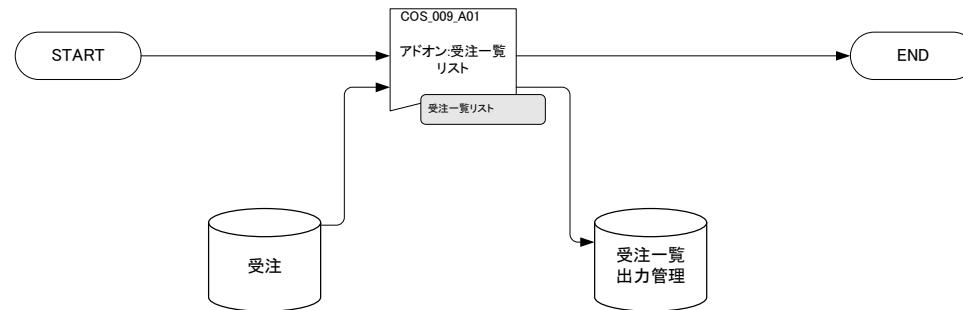 COS_009_A01
START
アドオン:受注一覧
リスト
END
受注一覧リスト
受注
受注一覧
出力管理